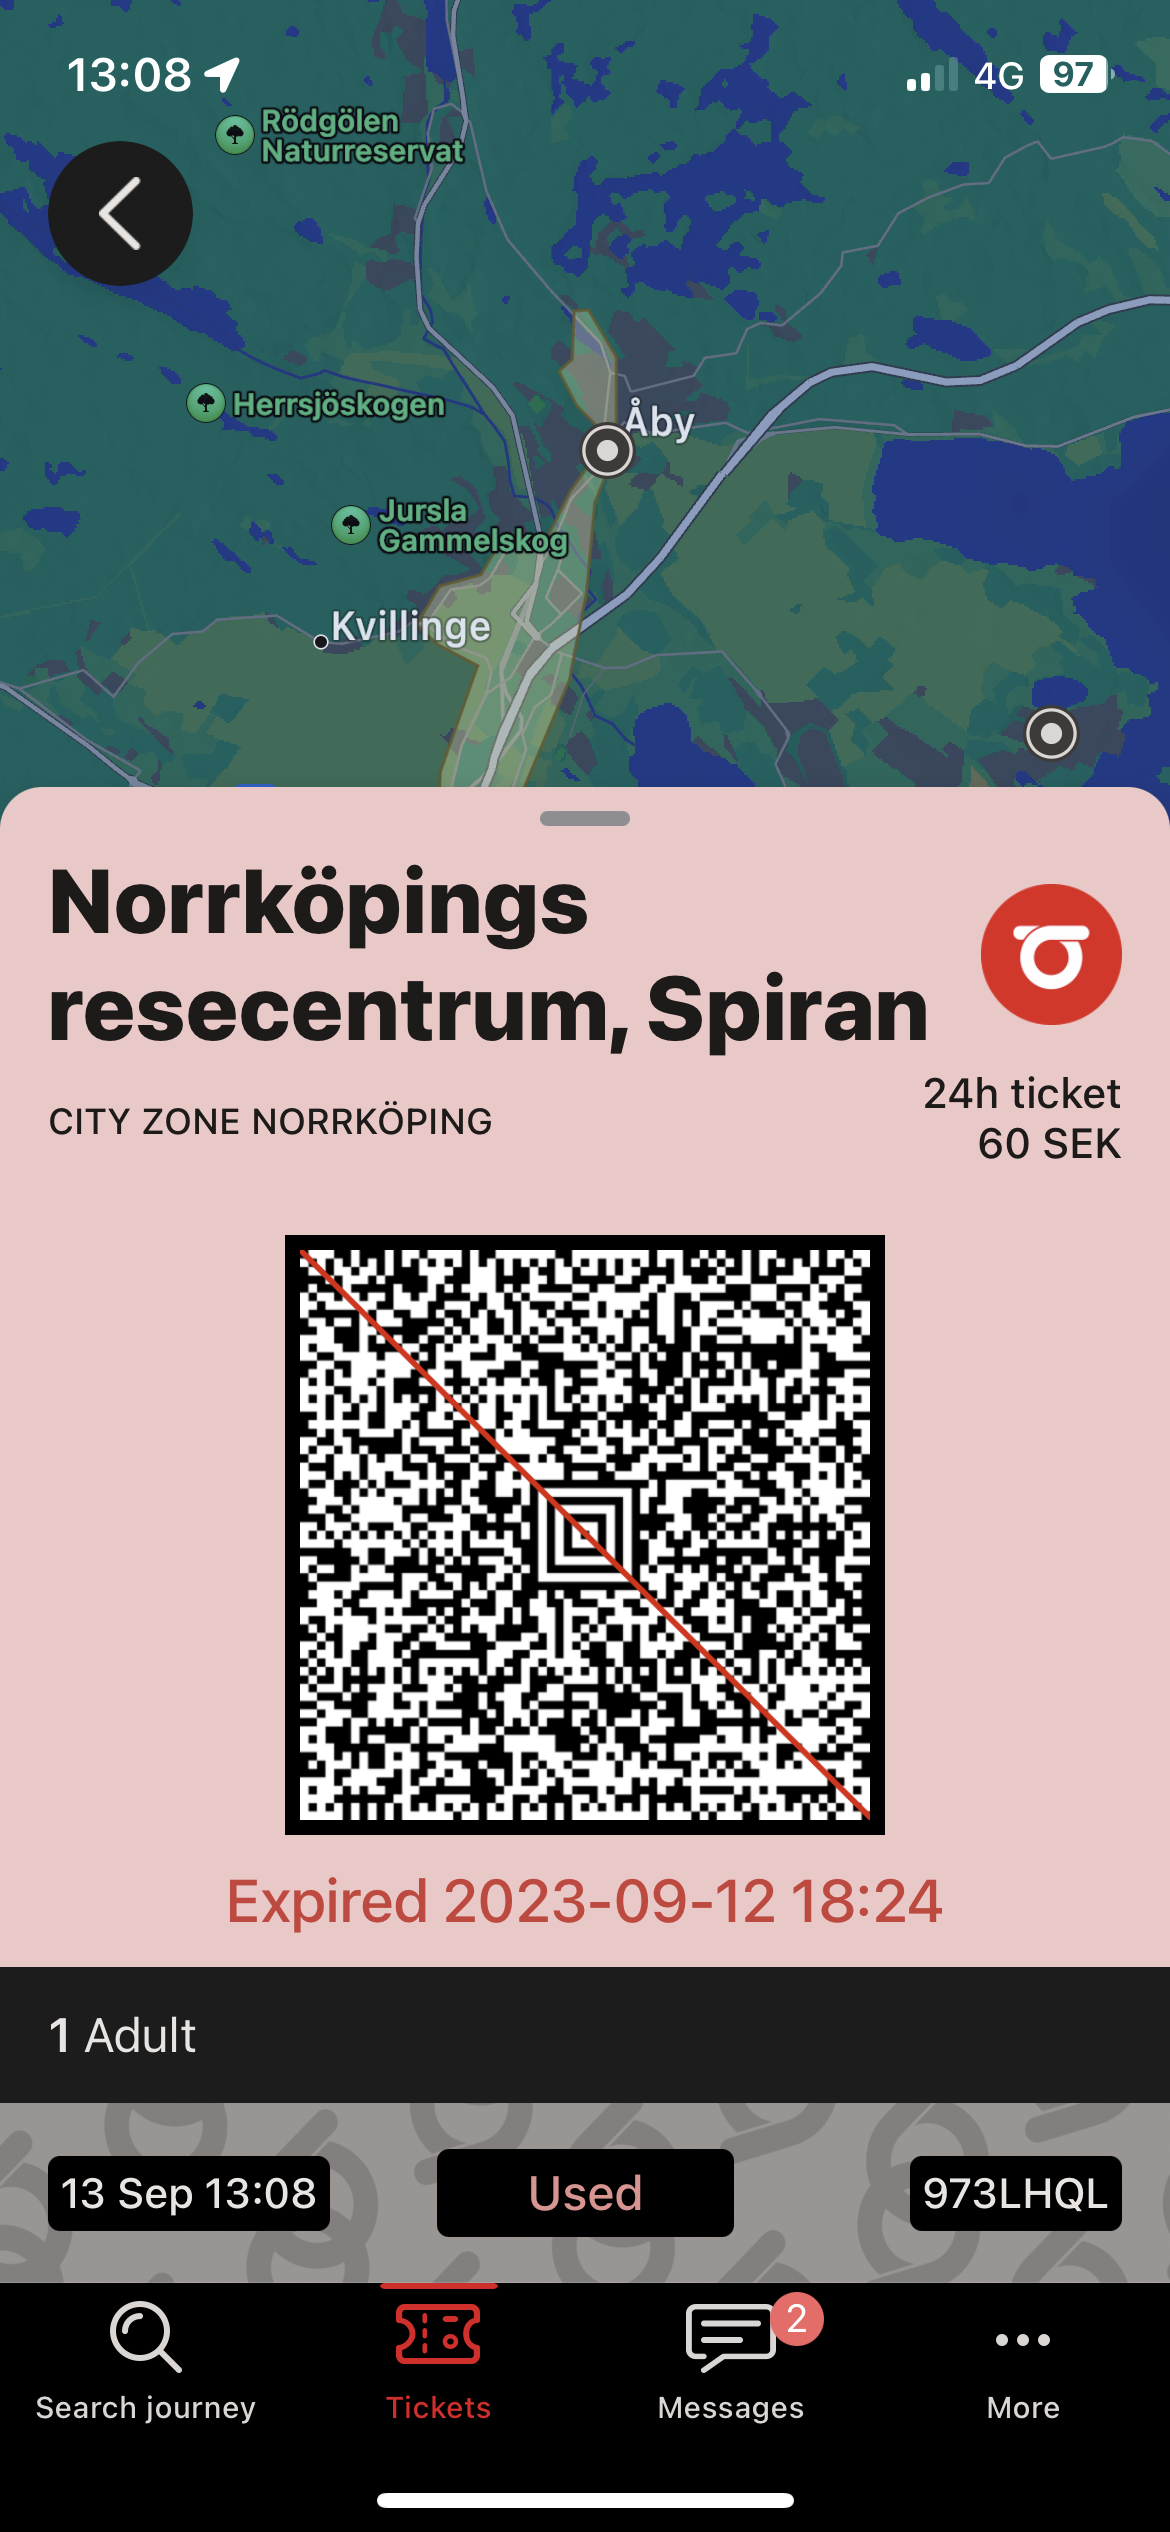 13:08
4G
97
Rödgölen
Naturreservat
Herrsjöskogen
Åby
Jursla
Gammelskog
Kvillinge
Norrköpings
resecentrum, Spiran
CITY ZONE NORRKÖPING
24h ticket
60 SEK
Expired 2023-09-12 18:24
1 Adult
13 Sep 13:08
Used
973LHQL
2
Search journey
Tickets
Messages
More